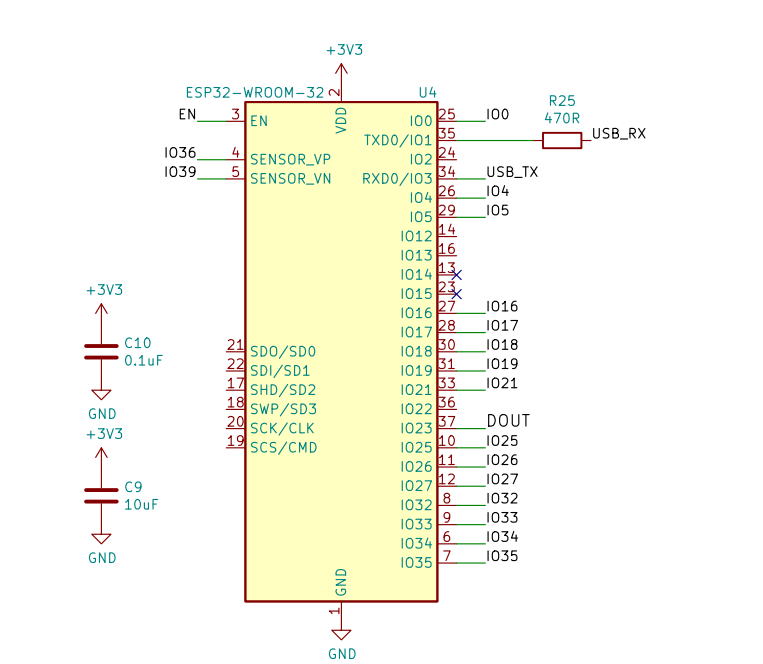 +3V3
ESP32-WROOM-32 U4
2
VDD
EN 3 EN
IO36 4 SENSOR_VP
IO39 5 SENSOR_VN
IO0 25 IO0
TXD0/IO1 35
R25
470R
USB_RX
IO2 24
RXD0/IO3 34 USB_TX
IO4 26 IO4
IO5 29 IO5
IO12 14
IO13 16
IO14 13
IO15 23
IO16 27 IO16
IO17 28 IO17
IO18 30 IO18
IO19 31 IO19
IO21 33 IO21
IO22 36
IO23 37 DOUT
IO25 10 IO25
IO26 11 IO26
IO27 12 IO27
IO32 8 IO32
IO33 9 IO33
IO34 6 IO34
IO35 7 IO35
21 SDO/SD0
22 SDI/SD1
17 SHD/SD2
18 SWP/SD3
20 SCK/CLK
19 SCS/CMD
GND
1
GND
+3V3
C10
0.1uF
GND
+3V3
C9
10uF
GND